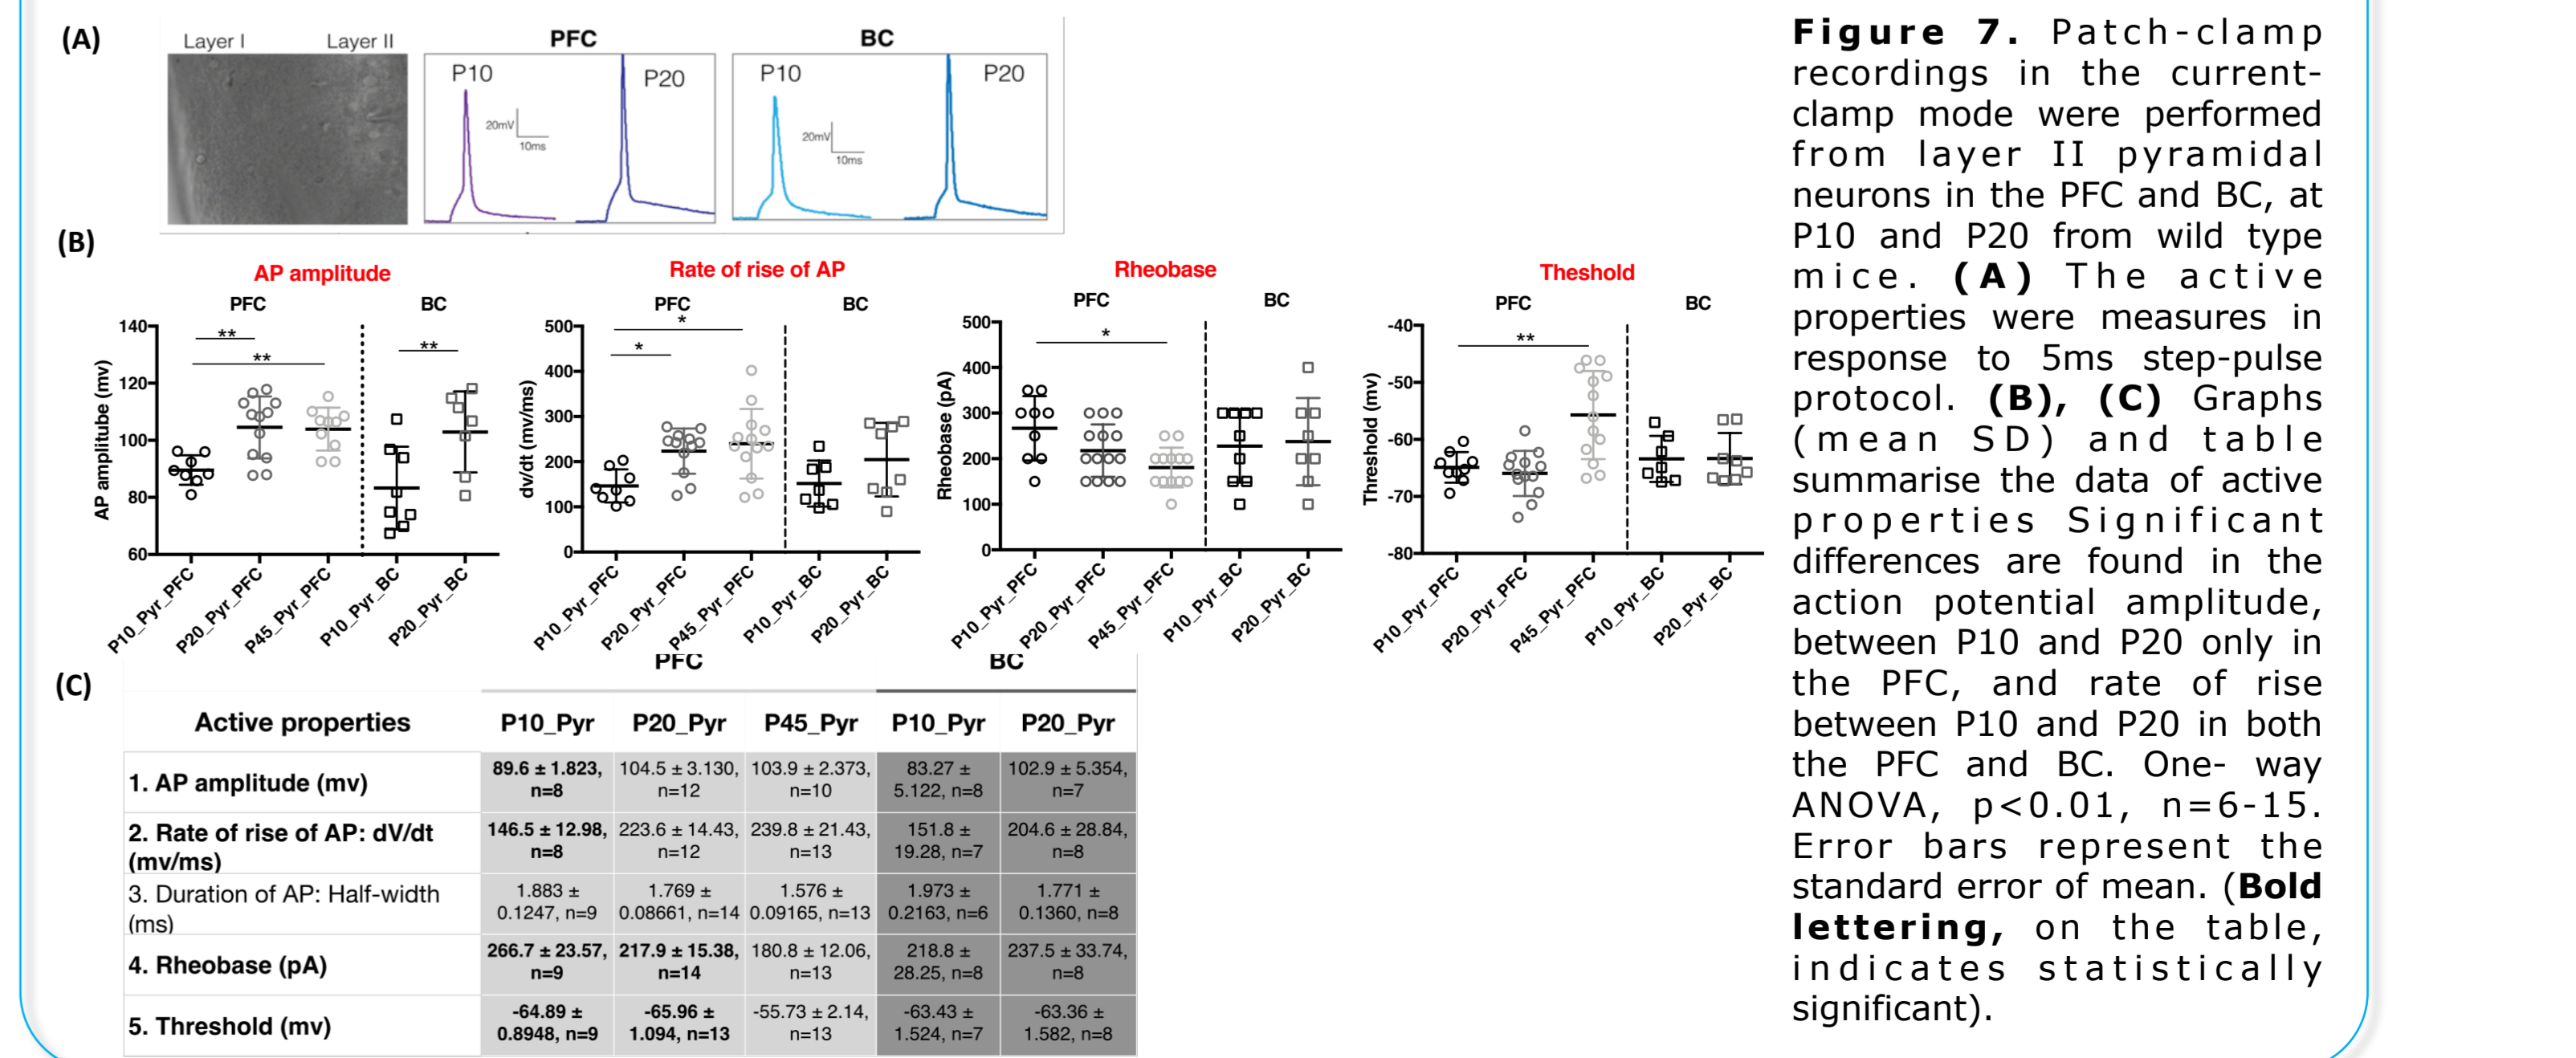 (A)
Layer I
Layer II
PFC
BC
P10
P20
20mV
10ms
P10
P20
20mV
10ms
(B)
AP amplitude
PFC
BC
AP amplitube (mv)
140
120
100
80
60
**
**
**
P10_Pyr_PFC
P20_Pyr_PFC
P45_Pyr_PFC
P10_Pyr_BC
P20_Pyr_BC
Rate of rise of AP
PFC
BC
dv/dt (mv/ms)
500
400
300
200
100
0
*
*
P10_Pyr_PFC
P20_Pyr_PFC
P45_Pyr_PFC
P10_Pyr_BC
P20_Pyr_BC
Rheobase
PFC
BC
Rheobase (pA)
500
400
300
200
100
0
*
P10_Pyr_PFC
P20_Pyr_PFC
P45_Pyr_PFC
P10_Pyr_BC
P20_Pyr_BC
Theshold
PFC
BC
Threshold (mv)
-40
-50
-60
-70
-80
**
P10_Pyr_PFC
P20_Pyr_PFC
P45_Pyr_PFC
P10_Pyr_BC
P20_Pyr_BC
(C)
PFC
BC
Active properties
P10_Pyr
P20_Pyr
P45_Pyr
P10_Pyr
P20_Pyr
1. AP amplitude (mv)
89.6 ± 1.823,
n=8
104.5 ± 3.130,
n=12
103.9 ± 2.373,
n=10
83.27 ±
5.122, n=8
102.9 ± 5.354,
n=7
2. Rate of rise of AP: dV/dt
(mv/ms)
146.5 ± 12.98,
n=8
223.6 ± 14.43,
n=12
239.8 ± 21.43,
n=13
151.8 ±
19.28, n=7
204.6 ± 28.84,
n=8
3. Duration of AP: Half-width
(ms)
1.883 ±
0.1247, n=9
1.769 ±
0.08661, n=14
1.576 ±
0.09165, n=13
1.973 ±
0.2163, n=6
1.771 ±
0.1360, n=8
4. Rheobase (pA)
266.7 ± 23.57,
n=9
217.9 ± 15.38,
n=14
180.8 ± 12.06,
n=13
218.8 ±
28.25, n=8
237.5 ± 33.74,
n=8
5. Threshold (mv)
-64.89 ±
0.8948, n=9
-65.96 ±
1.094, n=13
-55.73 ± 2.14,
n=13
-63.43 ±
1.524, n=7
-63.36 ±
1.582, n=8
Figure 7. Patch-clamp
recordings in the current-
clamp mode were performed
from layer II pyramidal
neurons in the PFC and BC, at
P10 and P20 from wild type
mice. (A) The active
properties were measures in
response to 5ms step-pulse
protocol. (B), (C) Graphs
(mean SD) and table
summarise the data of active
properties Significant
differences are found in the
action potential amplitude,
between P10 and P20 only in
the PFC, and rate of rise
between P10 and P20 in both
the PFC and BC. One- way
ANOVA, p<0.01, n=6-15.
Error bars represent the
standard error of mean. (Bold
lettering, on the table,
indicates statistically
significant).